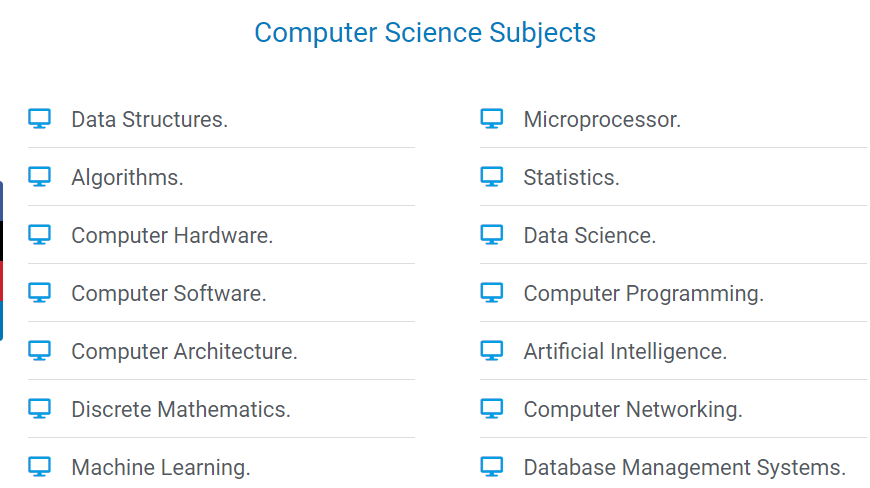 Computer Science Subjects
Data Structures.
Algorithms.
Computer Hardware.
Computer Software.
Computer Architecture.
Discrete Mathematics.
Machine Learning.
Microprocessor.
Statistics.
Data Science.
Computer Programming.
Artificial Intelligence.
Computer Networking.
Database Management Systems.